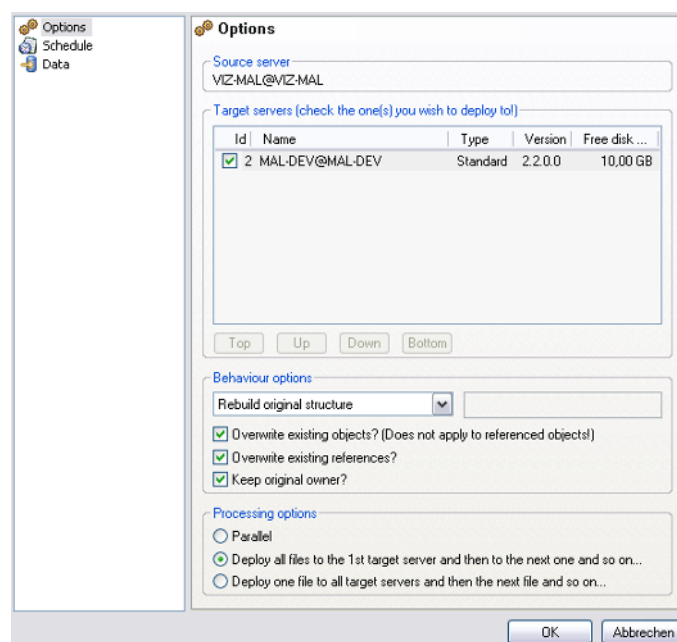 Options
Schedule
Data
Options
Source server
VIZ-MAL@VIZ-MAL
Target servers (check the one(s) you wish to deploy to!)
Id Name Type Version Free disk ...
2 MAL-DEV@MAL-DEV Standard 2.2.0.0 10,00 GB
Top Up Down Bottom
Behaviour options
Rebuild original structure
Overwrite existing objects? (Does not apply to referenced objects!)
Overwrite existing references?
Keep original owner?
Processing options
Parallel
Deploy all files to the 1st target server and then to the next one and so on...
Deploy one file to all target servers and then the next file and so on...
OK Abbrechen